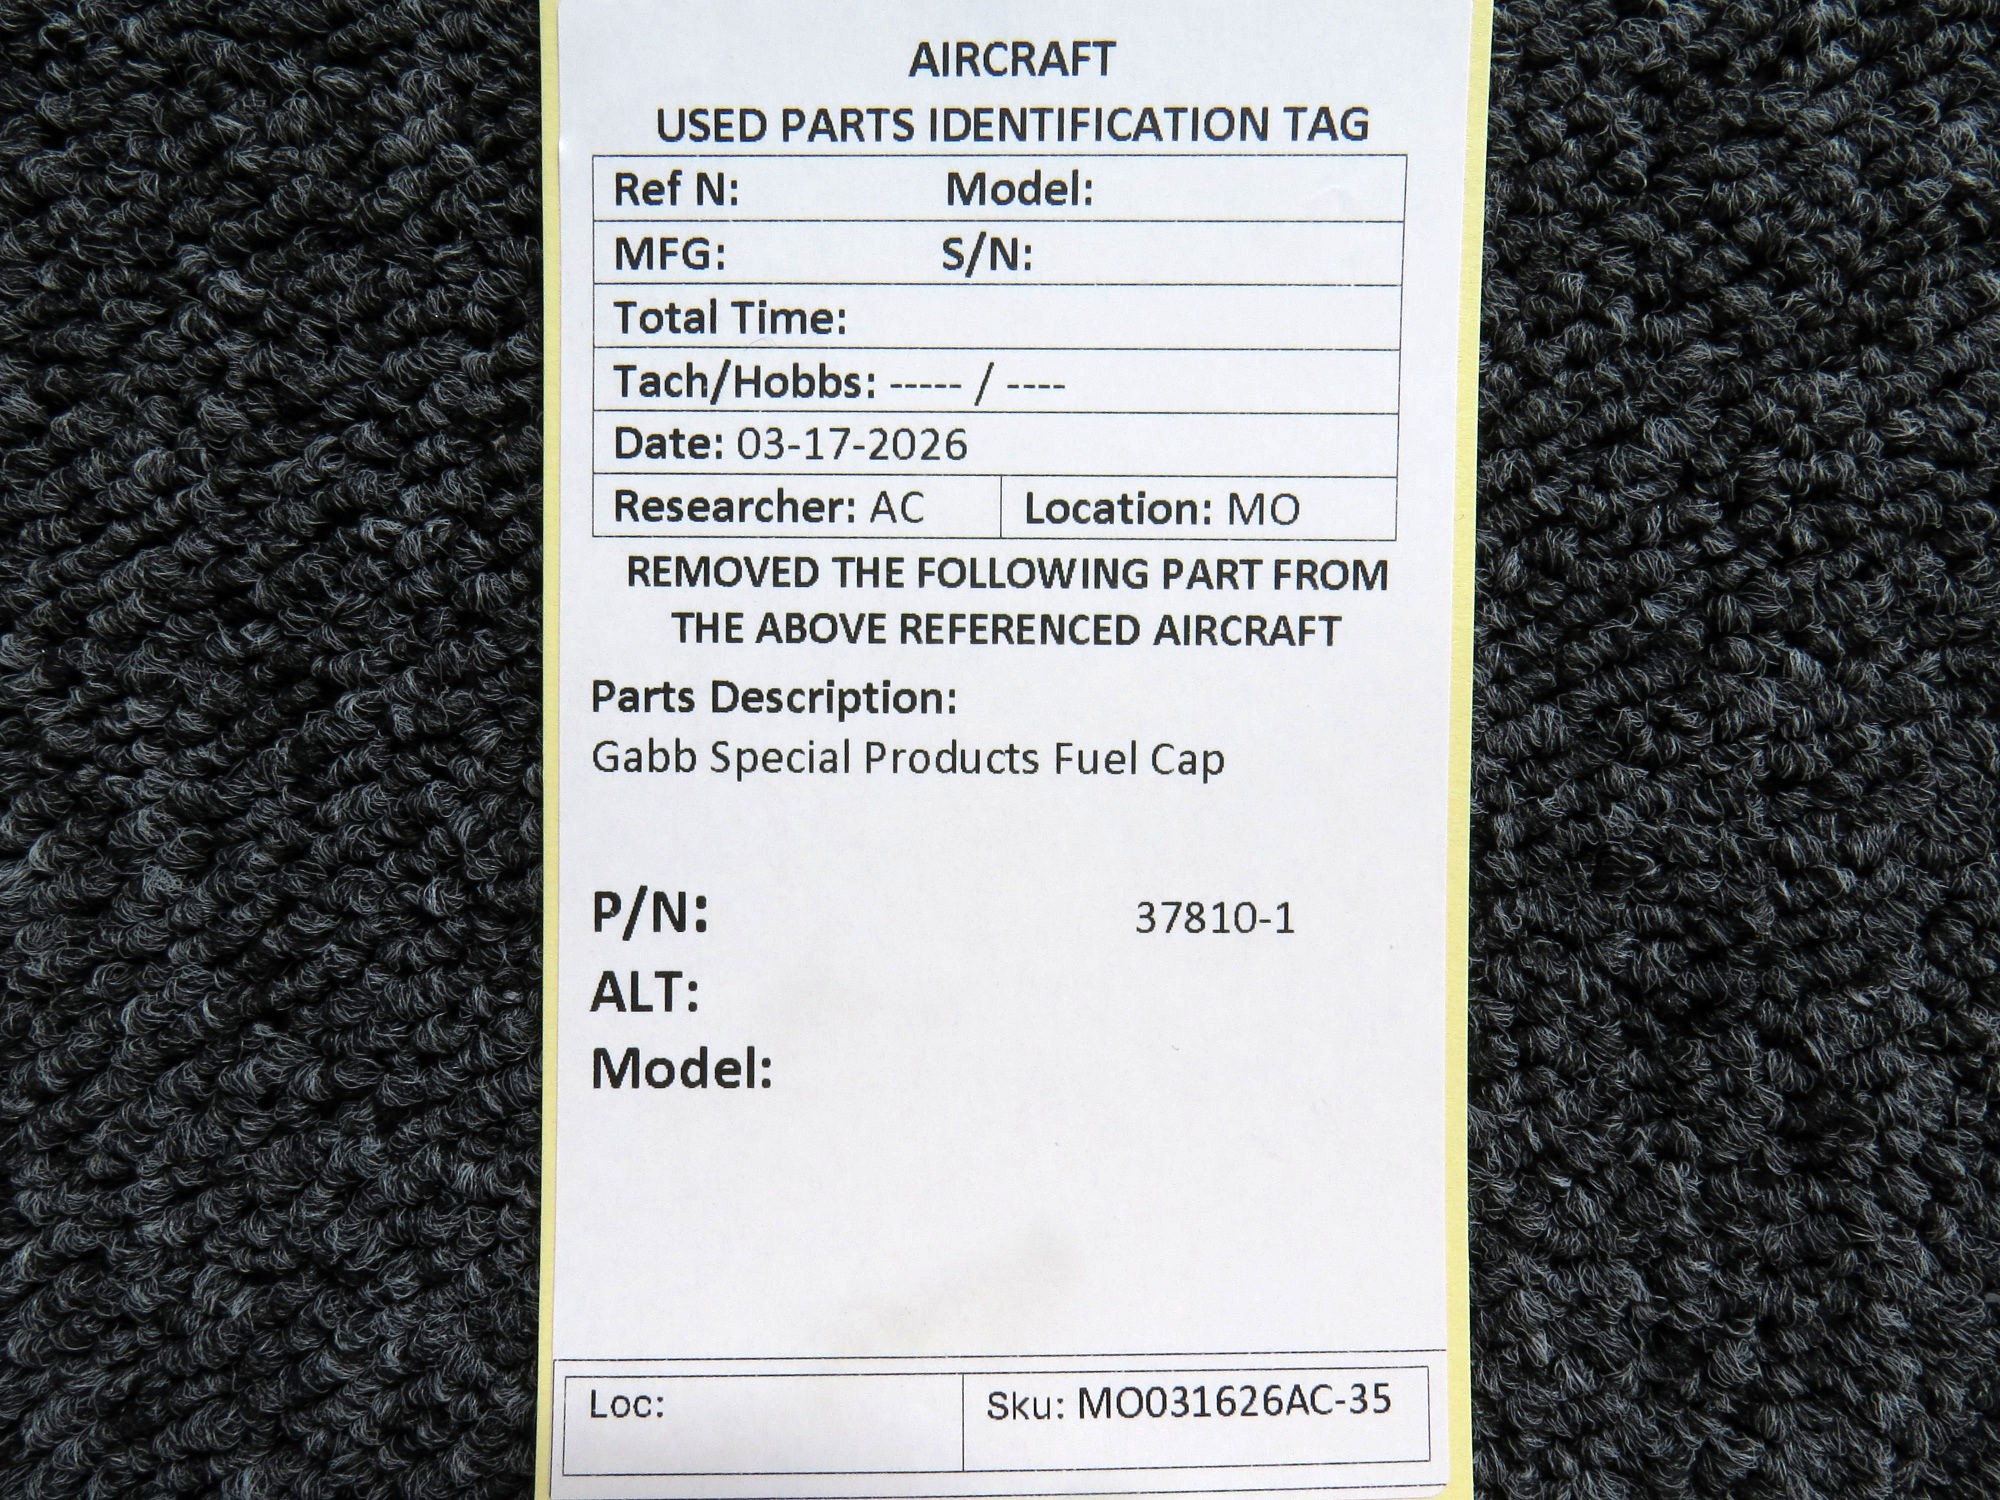 AIRCRAFT
USED PARTS IDENTIFICATION TAG
Ref N: Model:
MFG: S/N:
Total Time:
Tach/Hobbs: ----- / ----
Date: 03-17-2026
Researcher: AC Location: MO
REMOVED THE FOLLOWING PART FROM
THE ABOVE REFERENCED AIRCRAFT
Parts Description:
Gabb Special Products Fuel Cap
P/N: 37810-1
ALT:
Model:
Loc: Sku: MO031626AC-35